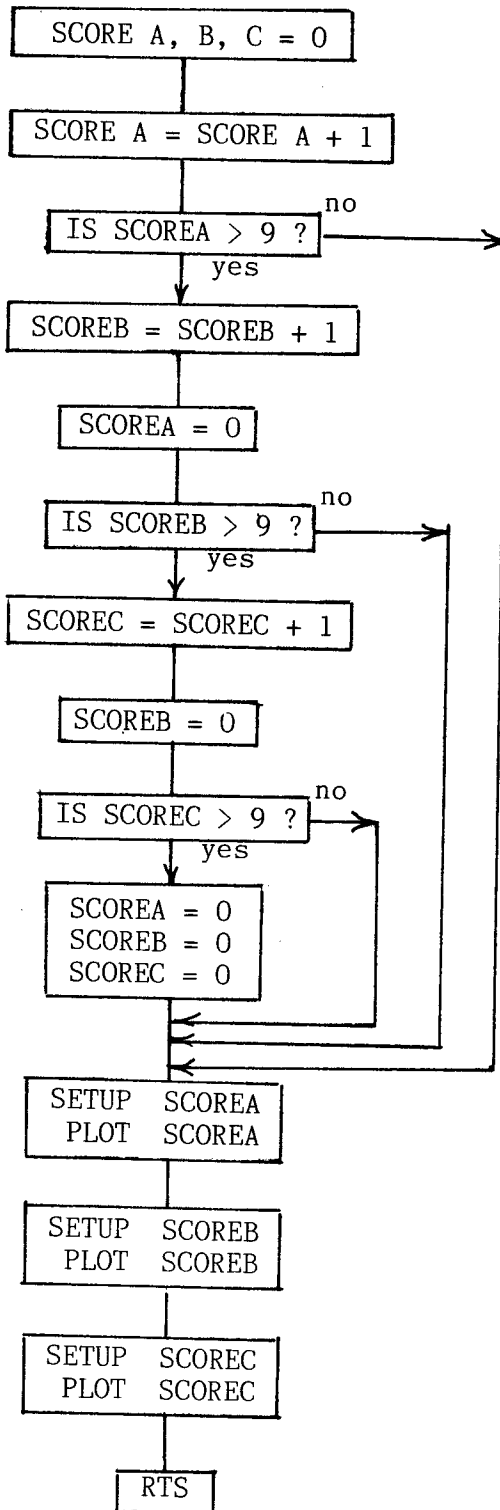 SCORE A, B, C = 0
SCORE A = SCORE A + 1
no
IS SCOREA > 9 ?
yes
SCOREB = SCOREB + 1
SCOREA = 0
no
IS SCOREB > 9 ?
yes
SCOREC = SCOREC + 1
SCOREB = 0
no
IS SCOREC > 9 ?
yes
SCOREA = 0
SCOREB = 0
SCOREC = 0
SETUP SCOREA
PLOT SCOREA
SETUP SCOREB
PLOT SCOREB
SETUP SCOREC
PLOT SCOREC
RTS